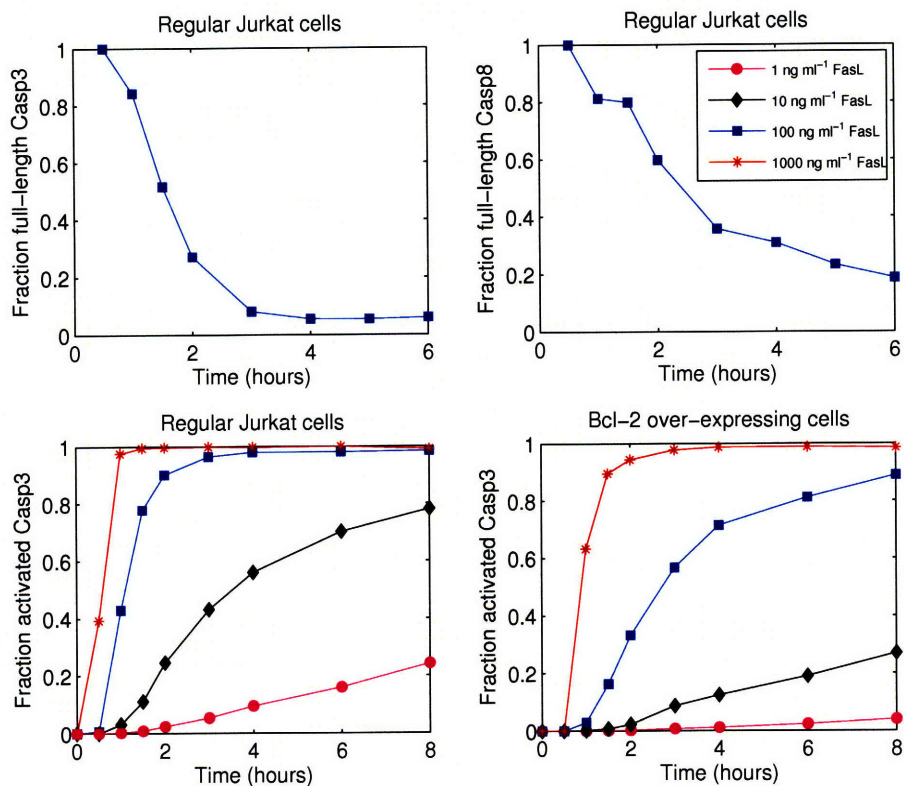 Regular Jurkat cells
Fraction full-length Casp3
1
0.8
0.6
0.4
0.2
0
0 2 4 6
Time (hours)
Regular Jurkat cells
Fraction full-length Casp8
1
0.8
0.6
0.4
0.2
0
0 2 4 6
Time (hours)
1 ng ml⁻¹ FasL
10 ng ml⁻¹ FasL
100 ng ml⁻¹ FasL
1000 ng ml⁻¹ FasL
Regular Jurkat cells
Fraction activated Casp3
1
0.8
0.6
0.4
0.2
0
0 2 4 6 8
Time (hours)
Bcl-2 over-expressing cells
Fraction activated Casp3
1
0.8
0.6
0.4
0.2
0
0 2 4 6 8
Time (hours)